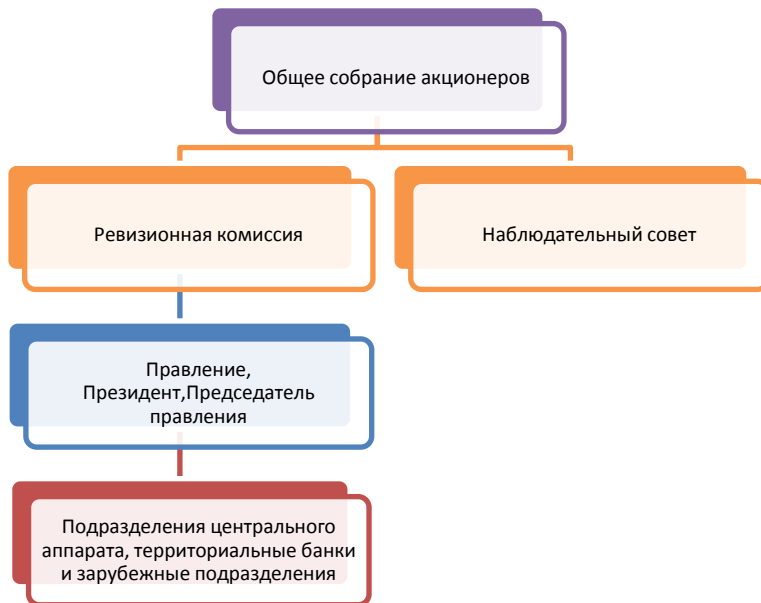 Общее собрание акционеров
Ревизионная комиссия
Наблюдательный совет
Правление,
Президент,Председатель
правления
Подразделения центрального
аппарата, территориальные банки
и зарубежные подразделения